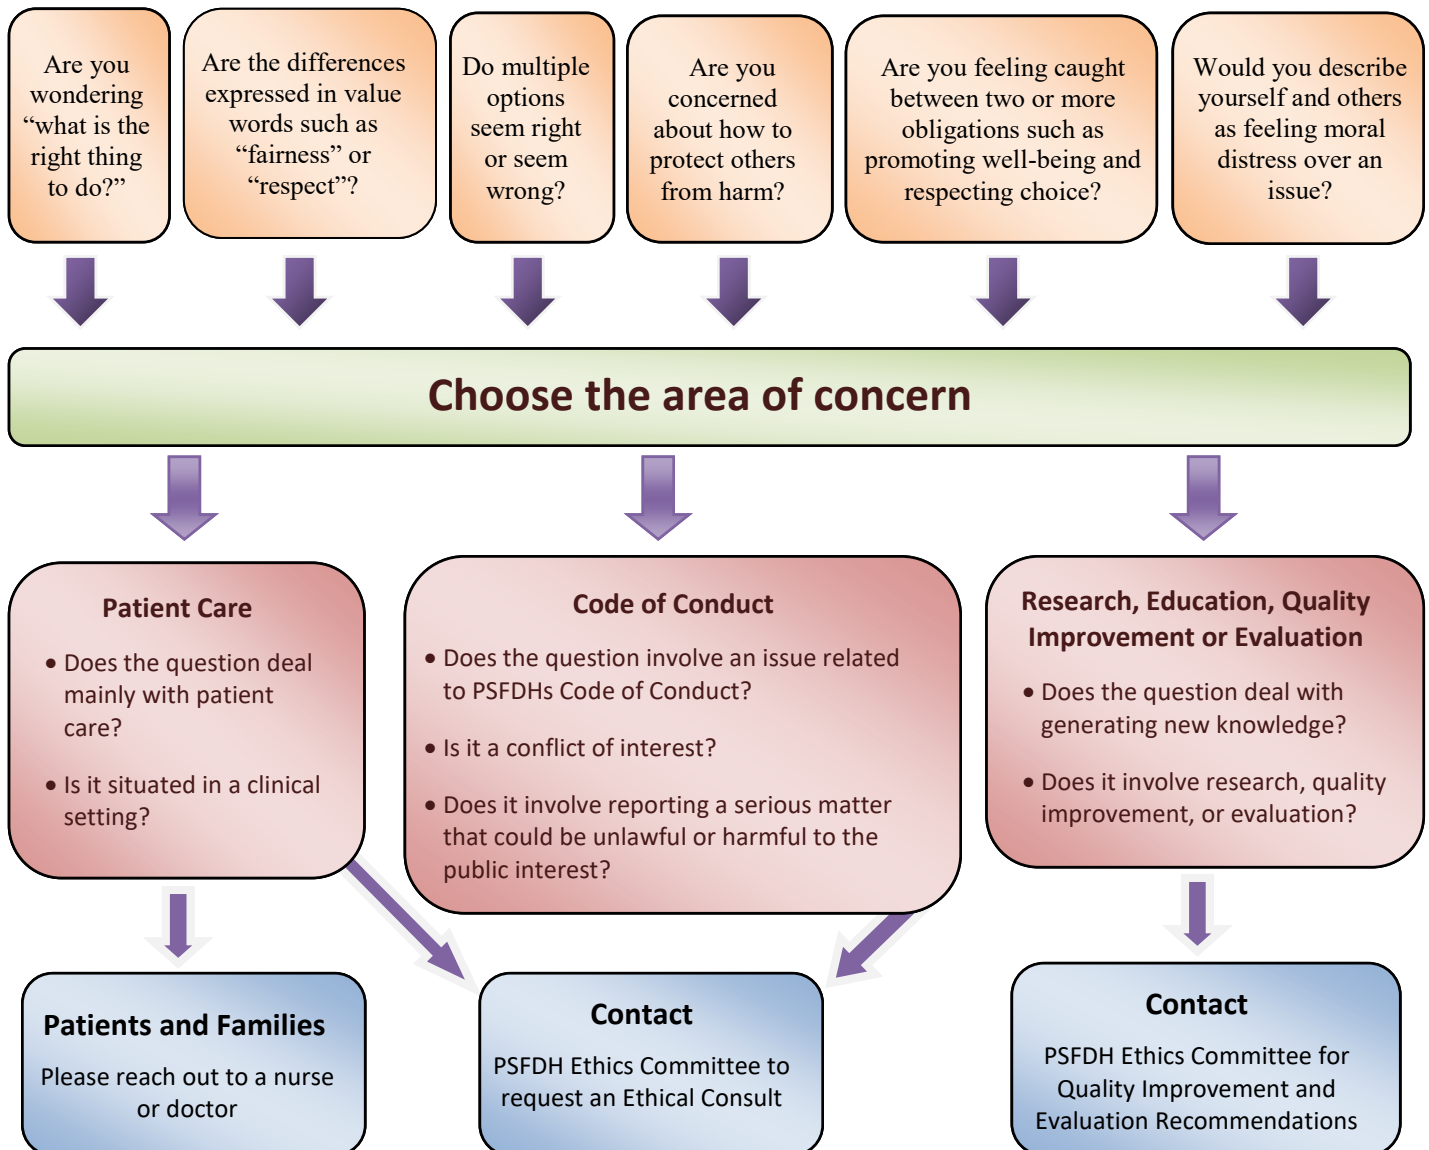 Are you
wondering
“what is the
right thing
to do?”
Are the differences
expressed in value
words such as
“fairness” or
“respect”?
Do multiple
options
seem right
or seem
wrong?
Are you
concerned
about how to
protect others
from harm?
Are you feeling caught
between two or more
obligations such as
promoting well-being and
respecting choice?
Would you describe
yourself and others
as feeling moral
distress over an
issue?
Choose the area of concern
Patient Care
• Does the question deal
mainly with patient
care?
• Is it situated in a clinical
setting?
Code of Conduct
• Does the question involve an issue related
to PSFDHs Code of Conduct?
• Is it a conflict of interest?
• Does it involve reporting a serious matter
that could be unlawful or harmful to the
public interest?
Research, Education, Quality
Improvement or Evaluation
• Does the question deal with
generating new knowledge?
• Does it involve research, quality
improvement, or evaluation?
Patients and Families
Please reach out to a nurse
or doctor
Contact
PSFDH Ethics Committee to
request an Ethical Consult
Contact
PSFDH Ethics Committee for
Quality Improvement and
Evaluation Recommendations